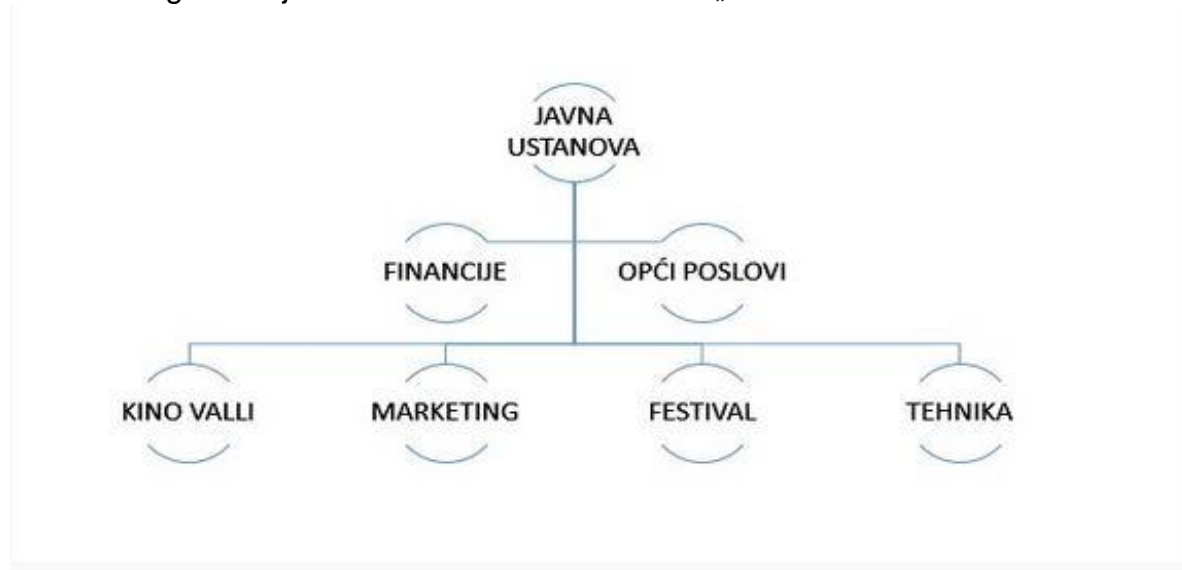 JAVNA
USTANOVA
FINANCIJE
OPĆI POSLOVI
KINO VALLI
MARKETING
FESTIVAL
TEHNIKA